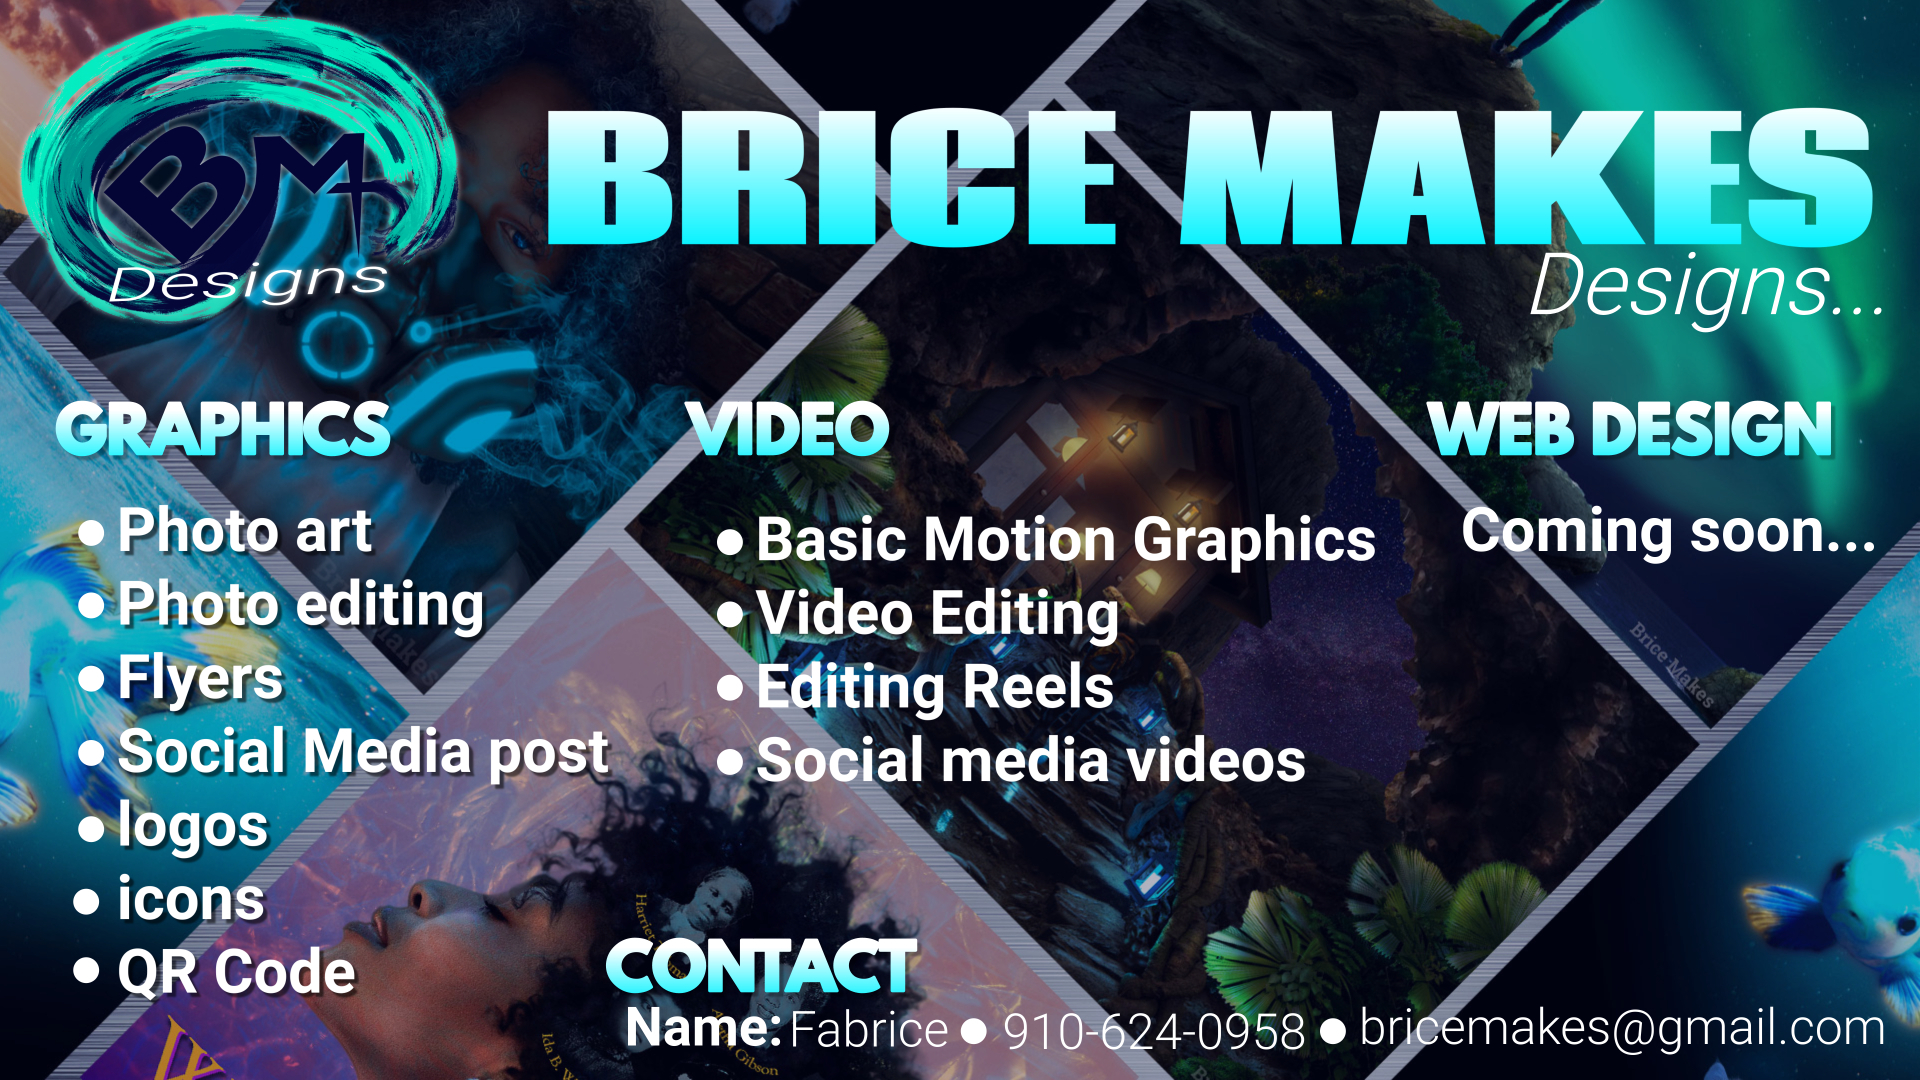 BM
Designs
BRICE MAKES
Designs...
GRAPHICS
● Photo art
● Photo editing
● Flyers
● Social Media post
● logos
● icons
● QR Code
VIDEO
● Basic Motion Graphics
● Video Editing
● Editing Reels
● Social media videos
WEB DESIGN
Coming soon...
Brice Makes
CONTACT
Name: Fabrice ● 910-624-0958 ● bricemakes@gmail.com